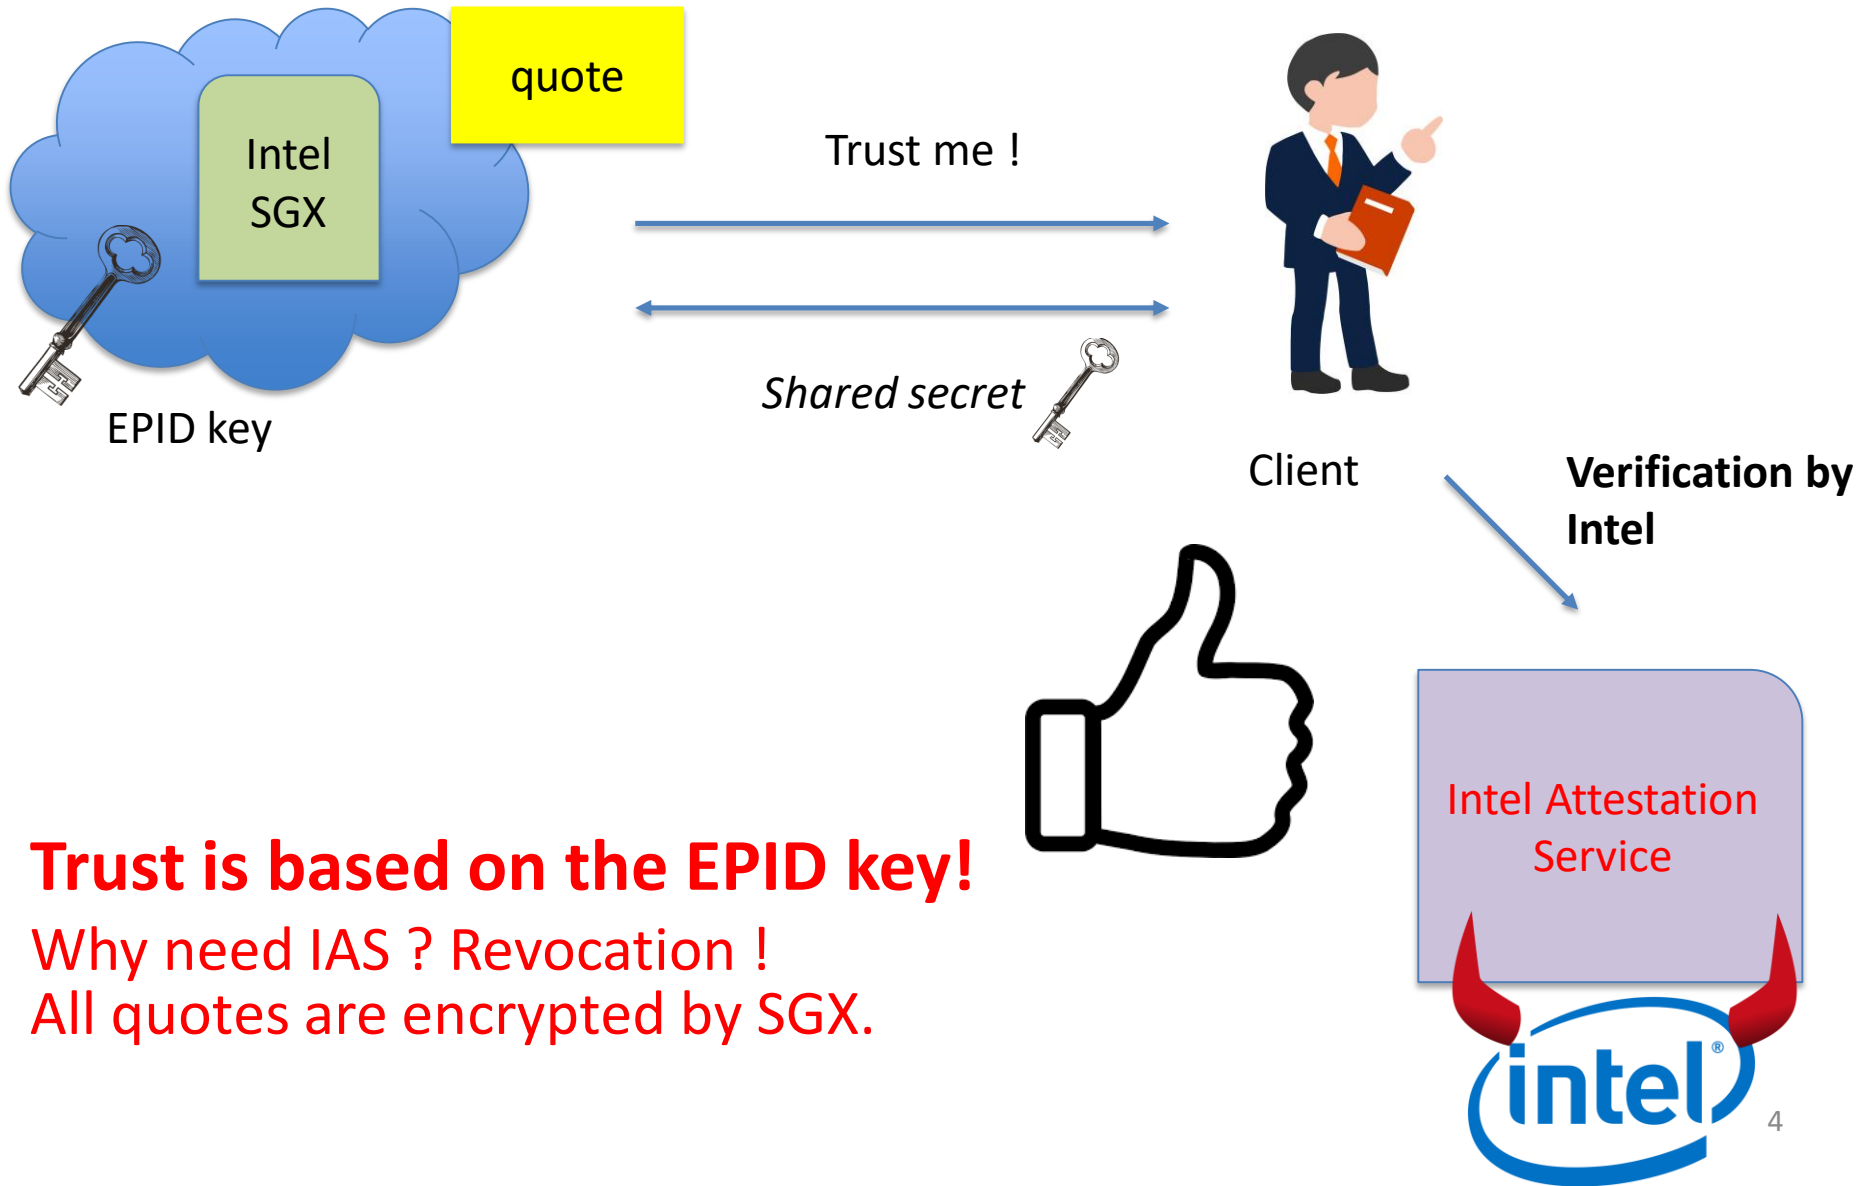 quote
Intel
SGX
Trust me !
Shared secret
EPID key
Client
Verification by
Intel
Intel Attestation
Service
Trust is based on the EPID key!
Why need IAS ? Revocation !
All quotes are encrypted by SGX.
intel®
4